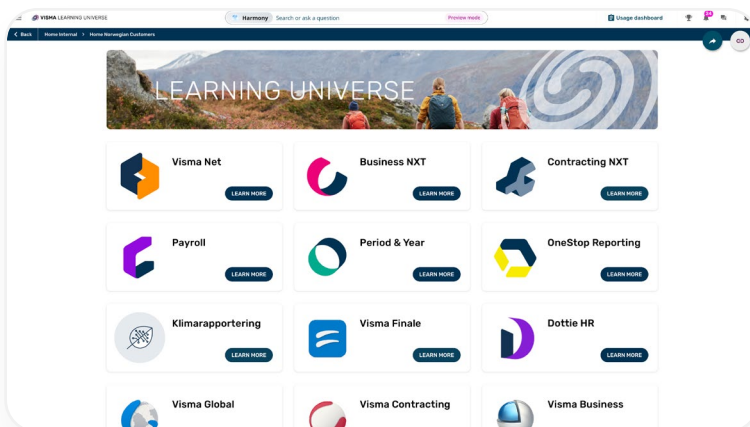 VISMA LEARNING UNIVERSE
Harmony Search or ask a question Preview mode
Usage dashboard
Back Home Internal > Home Norwegian Customers
LEARNING UNIVERSE
Visma Net
LEARN MORE
Business NXT
LEARN MORE
Contracting NXT
LEARN MORE
Payroll
LEARN MORE
Period & Year
LEARN MORE
OneStop Reporting
LEARN MORE
Klimarapportering
LEARN MORE
Visma Finale
LEARN MORE
Dottie HR
LEARN MORE
Visma Global
Visma Contracting
Visma Business